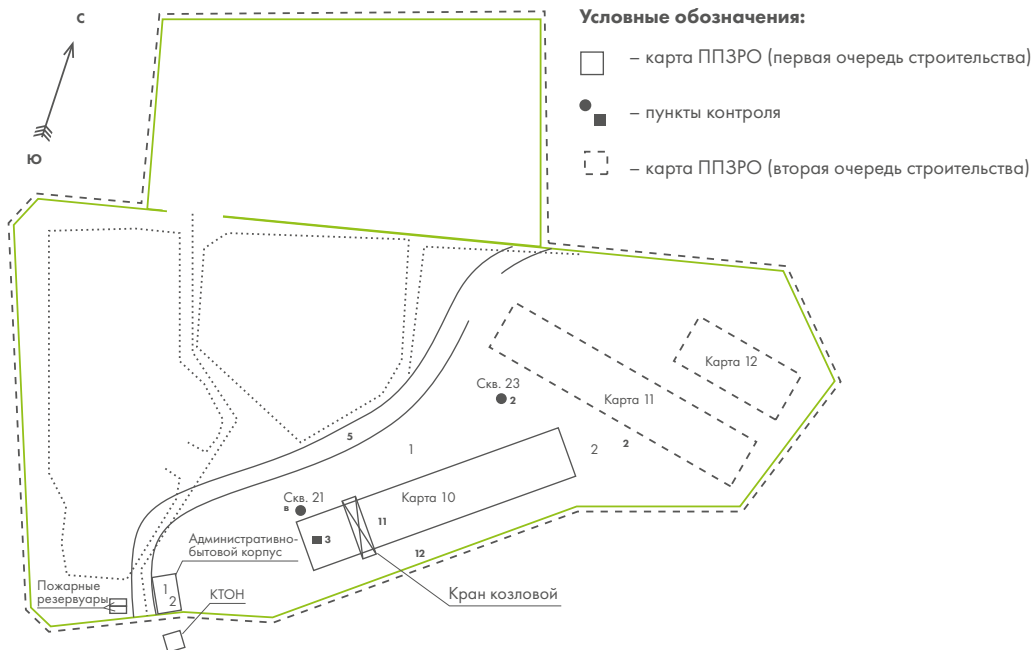 С
Ю
Условные обозначения:
– карта ППЗРО (первая очередь строительства)
– пункты контроля
– карта ППЗРО (вторая очередь строительства)
Карта 12
Карта 11
Скв. 23
2
2
2
5
1
Скв. 21
в
Карта 10
11
3
12
Административно-
бытовой корпус
Пожарные
резервуары
1
2
КТОН
Кран козловой